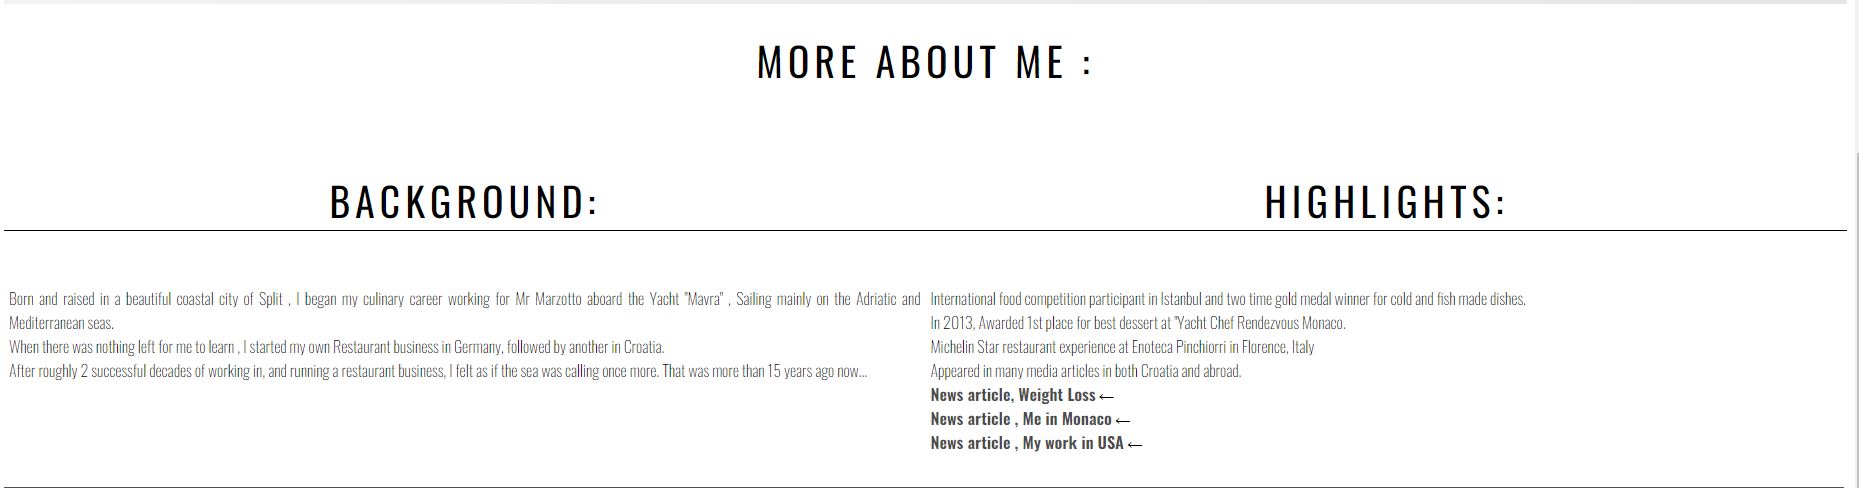 MORE ABOUT ME :
BACKGROUND:
Born and raised in a beautiful coastal city of Split , I began my culinary career working for Mr Marzotto aboard the Yacht "Mavra" , Sailing mainly on the Adriatic and
Mediterranean seas.
When there was nothing left for me to learn , I started my own Restaurant business in Germany, followed by another in Croatia.
After roughly 2 successful decades of working in, and running a restaurant business, I felt as if the sea was calling once more. That was more than 15 years ago now...
HIGHLIGHTS:
International food competition participant in Istanbul and two time gold medal winner for cold and fish made dishes.
In 2013, Awarded 1st place for best dessert at "Yacht Chef Rendezvous Monaco.
Michelin Star restaurant experience at Enoteca Pinchiorri in Florence, Italy
Appeared in many media articles in both Croatia and abroad.
News article, Weight Loss ←
News article , Me in Monaco ←
News article , My work in USA ←